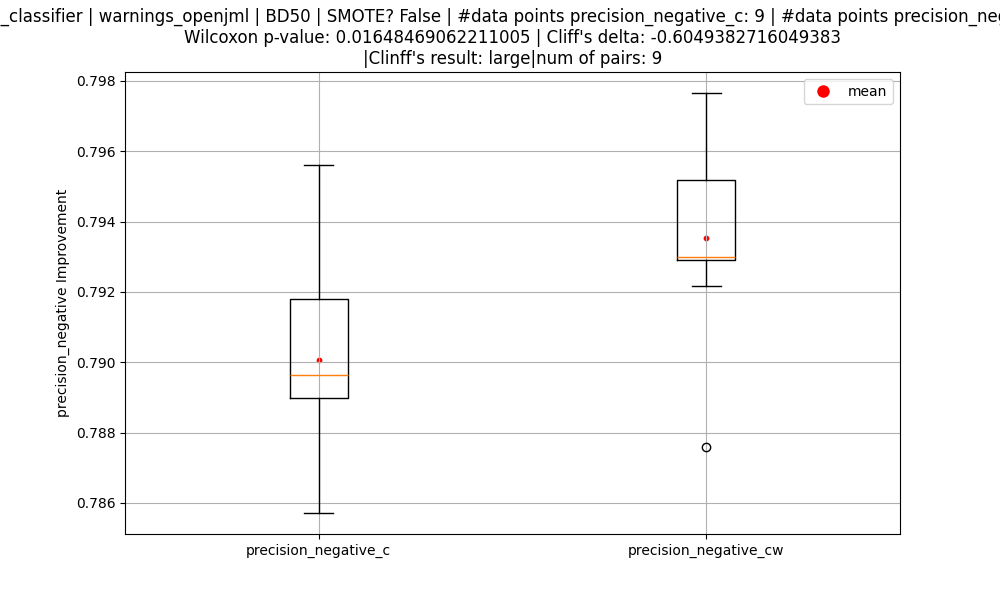 _classifier | warnings_openjml | BD50 | SMOTE? False | #data points precision_negative_c: 9 | #data points
Wilcoxon p-value: 0.01648469062211005 | Cliff's delta: -0.6049382716049383
|Clinff's result: large|num of pairs: 9
0.798
mean
0.796
0.794
0.792
0.790
0.788
0.786
precision_negative Improvement
precision_negative_c
precision_negative_cw